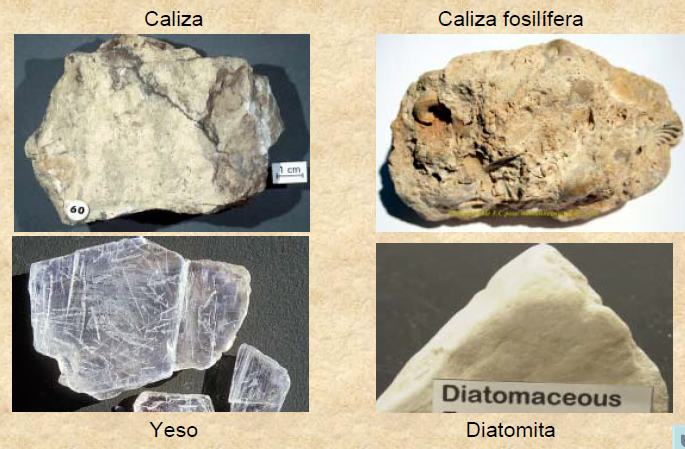 Caliza
Caliza fosilífera
1 cm
60
Diatomaceous
Yeso
Diatomita